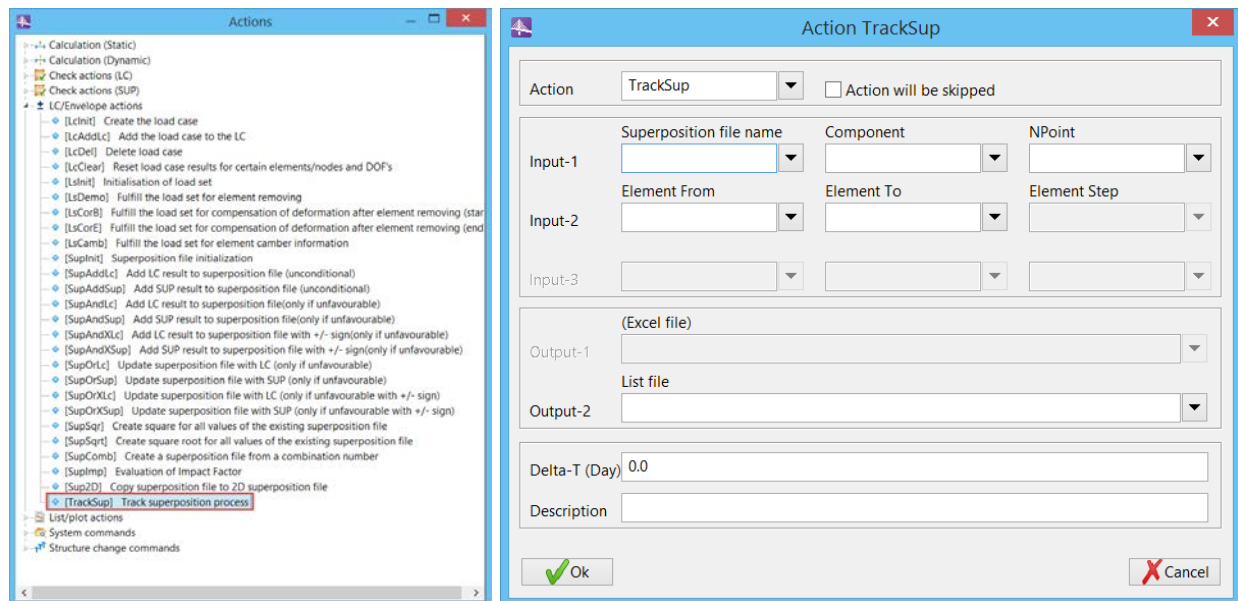 Actions
Calculation (Static)
Calculation (Dynamic)
Check actions (LC)
Check actions (SUP)
LC/Envelope actions
[LcInit] Create the load case
[LcAddLc] Add the load case to the LC
[LcDel] Delete load case
[LcClear] Reset load case results for certain elements/nodes and DOF's
[LsInit] Initialisation of load set
[LsDemo] Fulfill the load set for element removing
[LsCorB] Fulfill the load set for compensation of deformation after element removing (star
[LsCorE] Fulfill the load set for compensation of deformation after element removing (end
[LsCamb] Fulfill the load set for element camber information
[SupInit] Superposition file initialization
[SupAddLc] Add LC result to superposition file (unconditional)
[SupAddSup] Add SUP result to superposition file (unconditional)
[SupAndLc] Add LC result to superposition file(only if unfavourable)
[SupAndSup] Add SUP result to superposition file(only if unfavourable)
[SupAndXLc] Add LC result to superposition file with +/- sign(only if unfavourable)
[SupAndXSup] Add SUP result to superposition file with +/- sign(only if unfavourable)
[SupOrLc] Update superposition file with LC (only if unfavourable)
[SupOrSup] Update superposition file with SUP (only if unfavourable)
[SupOrXLc] Update superposition file with LC (only if unfavourable with +/- sign)
[SupOrXSup] Update superposition file with SUP (only if unfavourable with +/- sign)
[SupSqr] Create square for all values of the existing superposition file
[SupSqrt] Create square root for all values of the existing superposition file
[SupComb] Create a superposition file from a combination number
[SupImp] Evaluation of Impact Factor
[Sup2D] Copy superposition file to 2D superposition file
[TrackSup] Track superposition process
List/plot actions
System commands
Structure change commands
Action TrackSup
Action TrackSup Action will be skipped
Superposition file name Component NPoint
Input-1
Element From Element To Element Step
Input-2
Input-3
(Excel file)
Output-1
List file
Output-2
Delta-T (Day) 0.0
Description
Ok Cancel